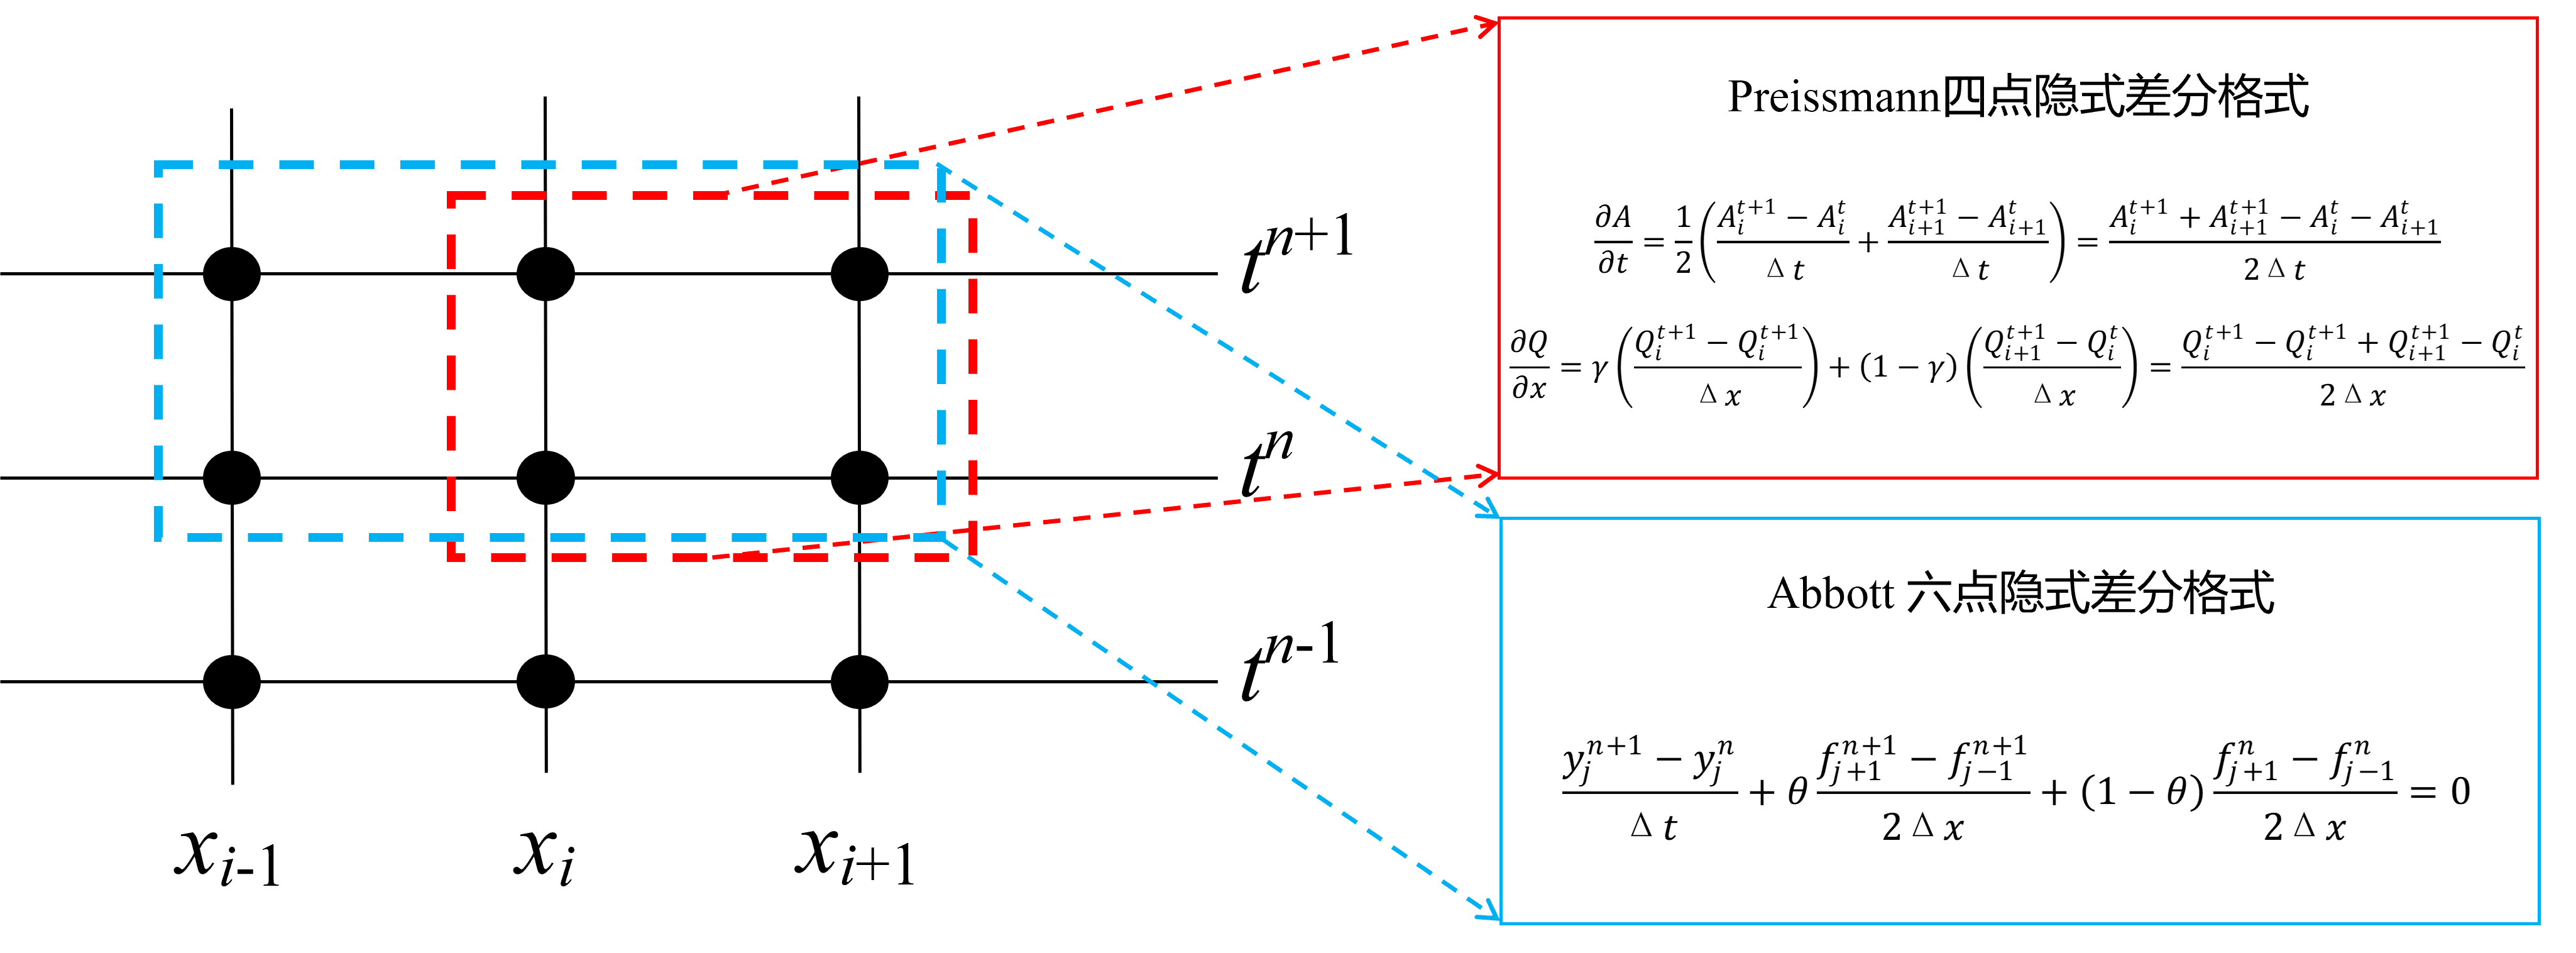 t^{n+1}
t^n
t^{n-1}
x_{i-1} x_i x_{i+1}
Preissmann四点隐式差分格式
∂A/∂t = 1/2 ( (A_i^{t+1} − A_i^t)/(Δt) + (A_{i+1}^{t+1} − A_{i+1}^t)/(Δt) ) = (A_i^{t+1} + A_{i+1}^{t+1} − A_i^t − A_{i+1}^t)/(2Δt)
∂Q/∂x = γ ( (Q_i^{t+1} − Q_i^{t+1})/(Δx) ) + (1 − γ) ( (Q_{i+1}^{t+1} − Q_i^t)/(Δx) ) = (Q_i^{t+1} − Q_i^{t+1} + Q_{i+1}^{t+1} − Q_i^t)/(2Δx)
Abbott 六点隐式差分格式
(y_j^{n+1} − y_j^n)/(Δt) + θ (f_{j+1}^{n+1} − f_{j−1}^{n+1})/(2Δx) + (1 − θ) (f_{j+1}^n − f_{j−1}^n)/(2Δx) = 0